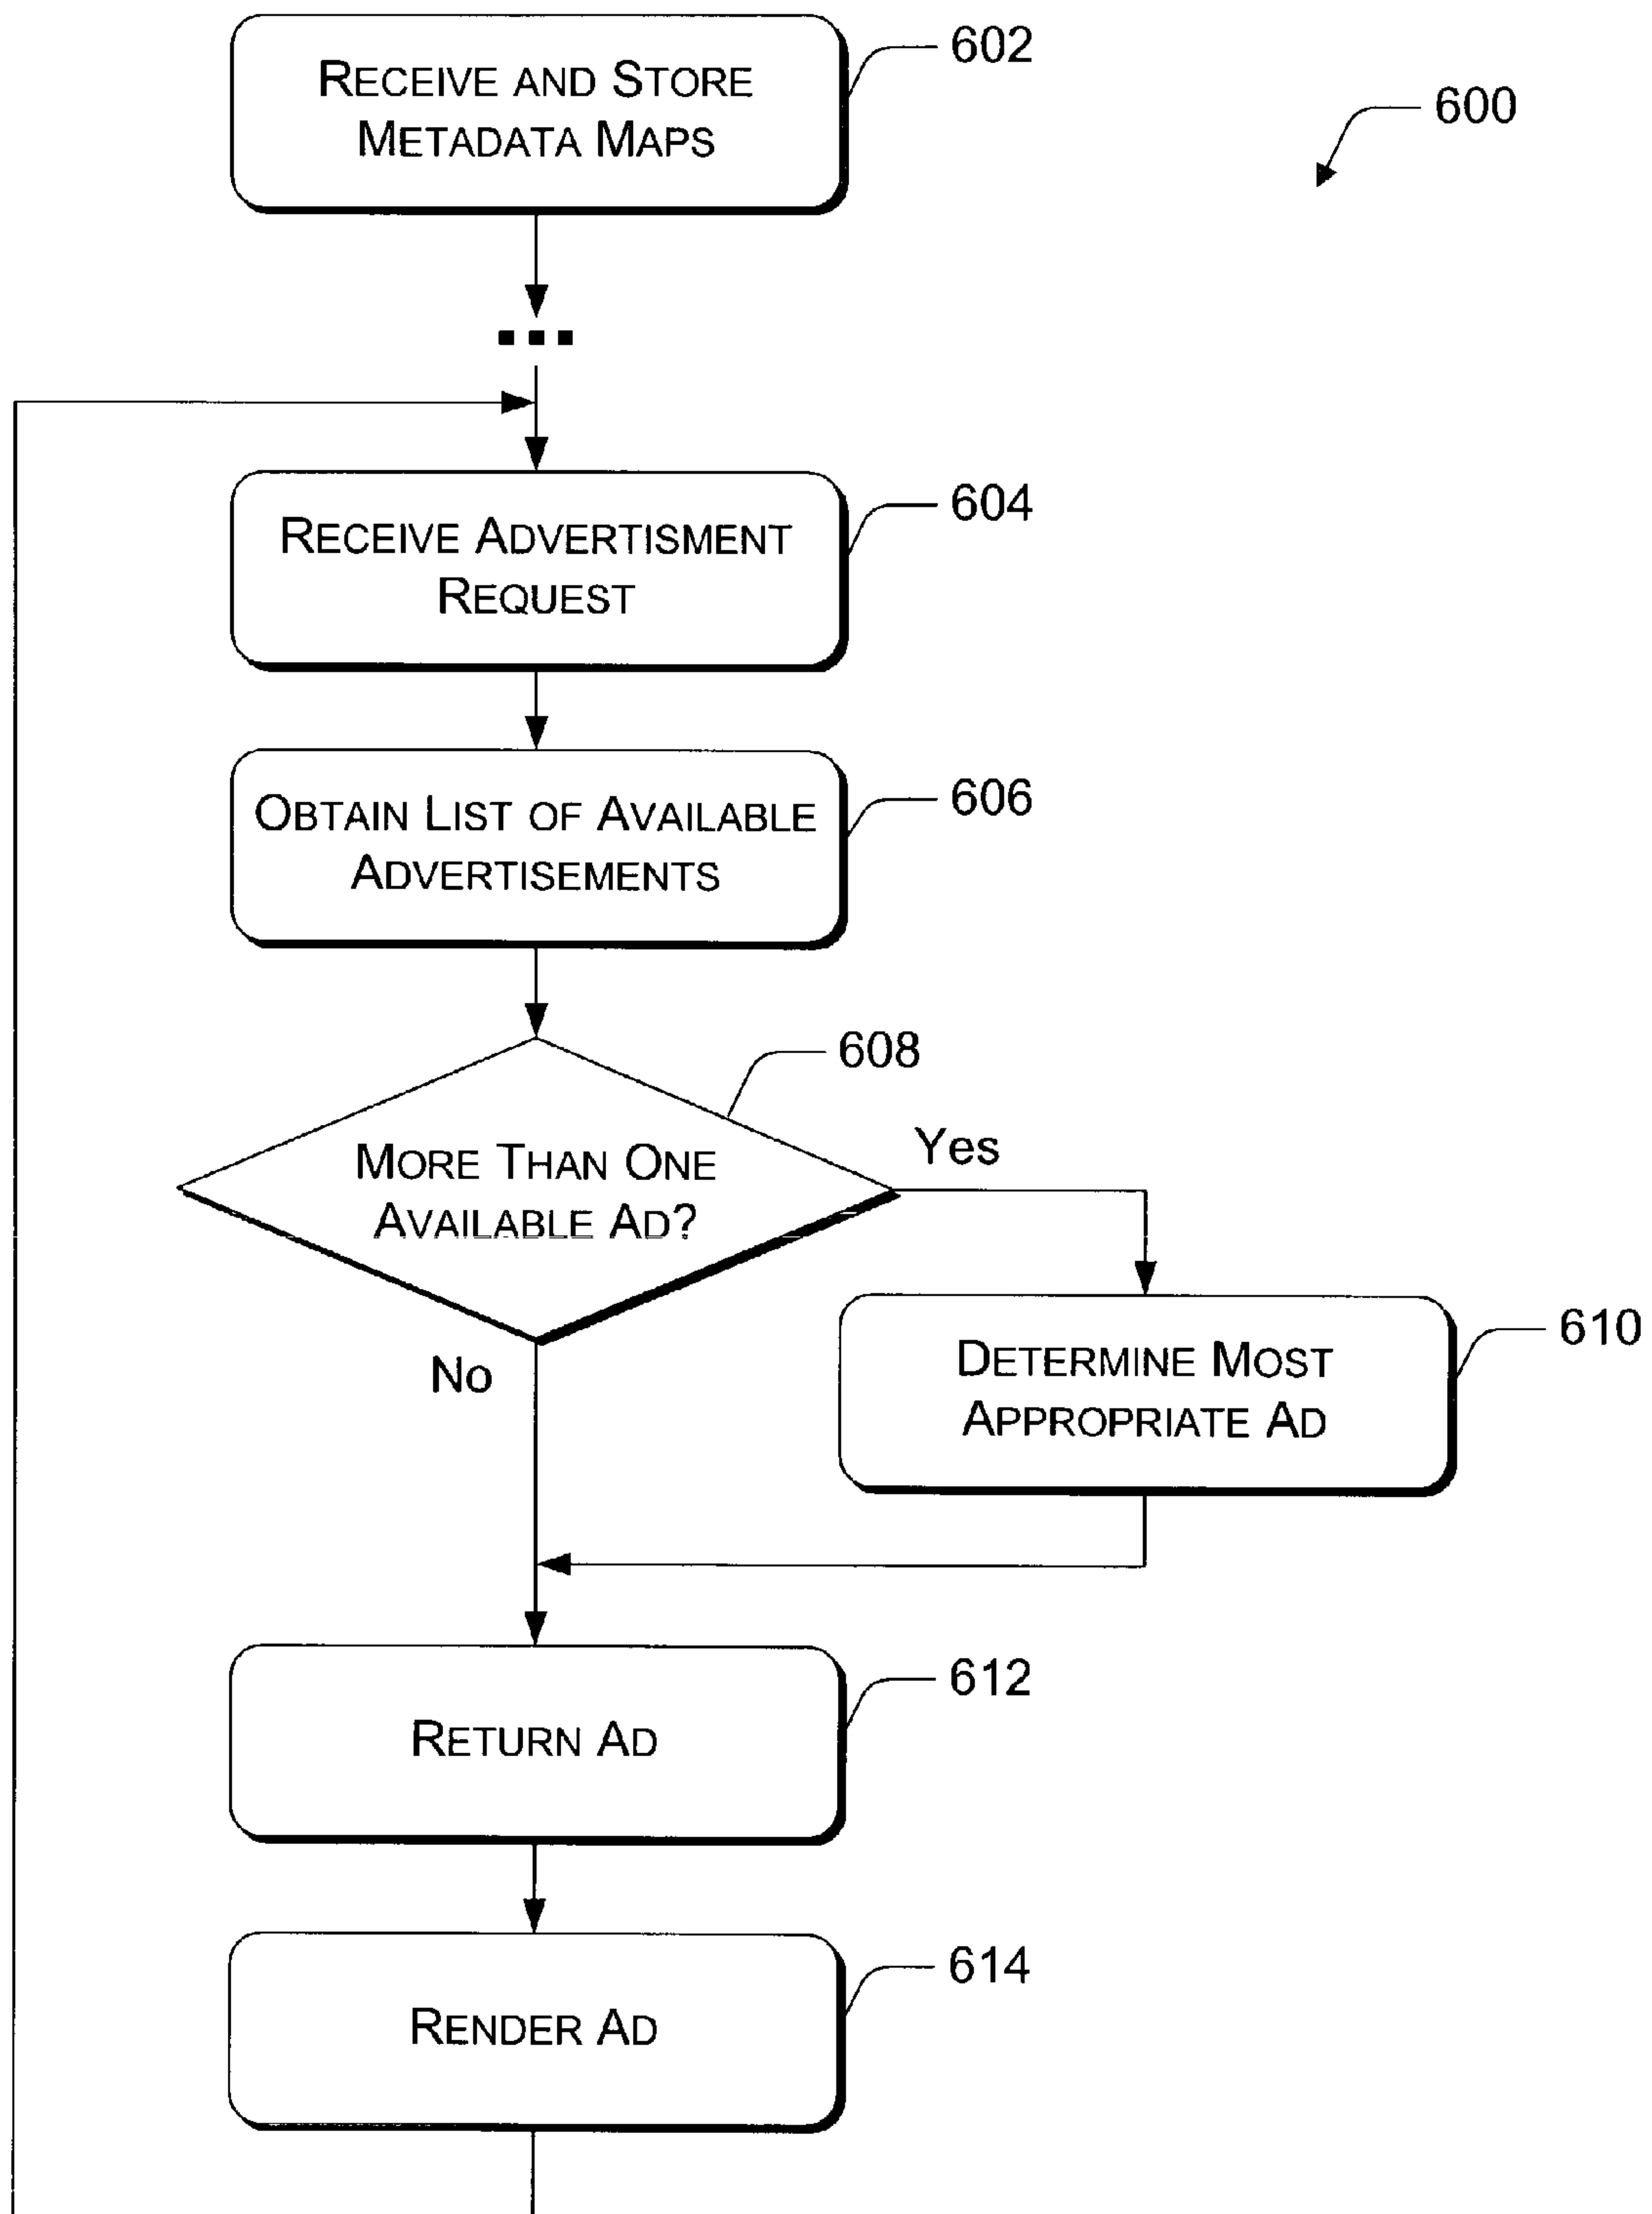 RECEIVE AND STORE
METADATA MAPS
602
600
RECEIVE ADVERTISMENT
REQUEST
604
OBTAIN LIST OF AVAILABLE
ADVERTISEMENTS
606
608
MORE THAN ONE
AVAILABLE AD?
Yes
No
DETERMINE MOST
APPROPRIATE AD
610
RETURN AD
612
RENDER AD
614